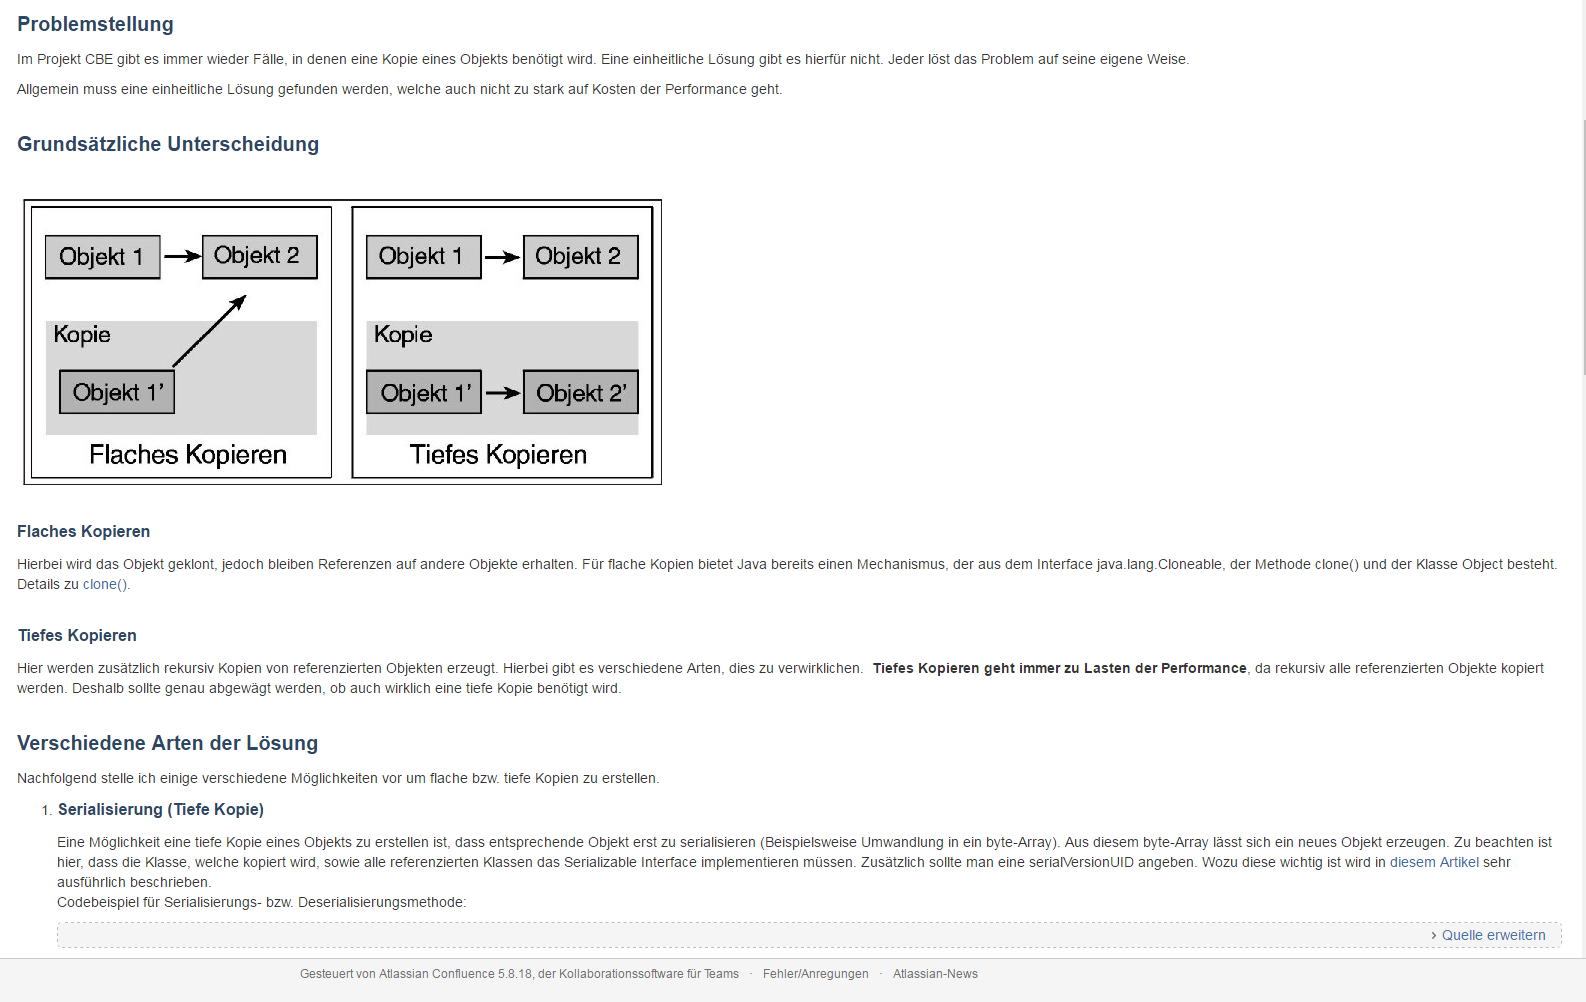 Problemstellung
Im Projekt CBE gibt es immer wieder Fälle, in denen eine Kopie eines Objekts benötigt wird. Eine einheitliche Lösung gibt es hierfür nicht. Jeder löst das Problem auf seine eigene Weise.
Allgemein muss eine einheitliche Lösung gefunden werden, welche auch nicht zu stark auf Kosten der Performance geht.
Grundsätzliche Unterscheidung
Objekt 1
Objekt 2
Kopie
Objekt 1’
Flaches Kopieren
Objekt 1
Objekt 2
Kopie
Objekt 1’
Objekt 2’
Tiefes Kopieren
Flaches Kopieren
Hierbei wird das Objekt geklont, jedoch bleiben Referenzen auf andere Objekte erhalten. Für flache Kopien bietet Java bereits einen Mechanismus, der aus dem Interface java.lang.Cloneable, der Methode clone() und der Klasse Object besteht.
Details zu clone().
Tiefes Kopieren
Hier werden zusätzlich rekursiv Kopien von referenzierten Objekten erzeugt. Hierbei gibt es verschiedene Arten, dies zu verwirklichen. Tiefes Kopieren geht immer zu Lasten der Performance, da rekursiv alle referenzierten Objekte kopiert
werden. Deshalb sollte genau abgewägt werden, ob auch wirklich eine tiefe Kopie benötigt wird.
Verschiedene Arten der Lösung
Nachfolgend stelle ich einige verschiedene Möglichkeiten vor um flache bzw. tiefe Kopien zu erstellen.
1. Serialisierung (Tiefe Kopie)
Eine Möglichkeit eine tiefe Kopie eines Objekts zu erstellen ist, dass entsprechende Objekt erst zu serialisieren (Beispielsweise Umwandlung in ein byte-Array). Aus diesem byte-Array lässt sich ein neues Objekt erzeugen. Zu beachten ist
hier, dass die Klasse, welche kopiert wird, sowie alle referenzierten Klassen das Serializable Interface implementieren müssen. Zusätzlich sollte man eine serialVersionUID angeben. Wozu diese wichtig ist wird in diesem Artikel sehr
ausführlich beschrieben.
Codebeispiel für Serialisierungs- bzw. Deserialisierungsmethode:
› Quelle erweitern
Gesteuert von Atlassian Confluence 5.8.18, der Kollaborationssoftware für Teams · Fehler/Anregungen · Atlassian-News